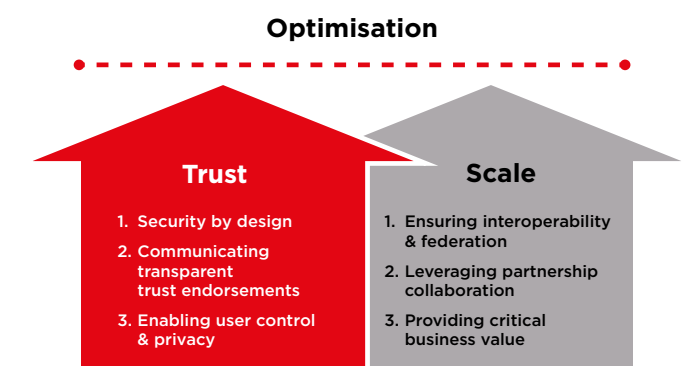 Optimisation
Trust
1. Security by design
2. Communicating
transparent
trust endorsements
3. Enabling user control
& privacy
Scale
1. Ensuring interoperability
& federation
2. Leveraging partnership
collaboration
3. Providing critical
business value